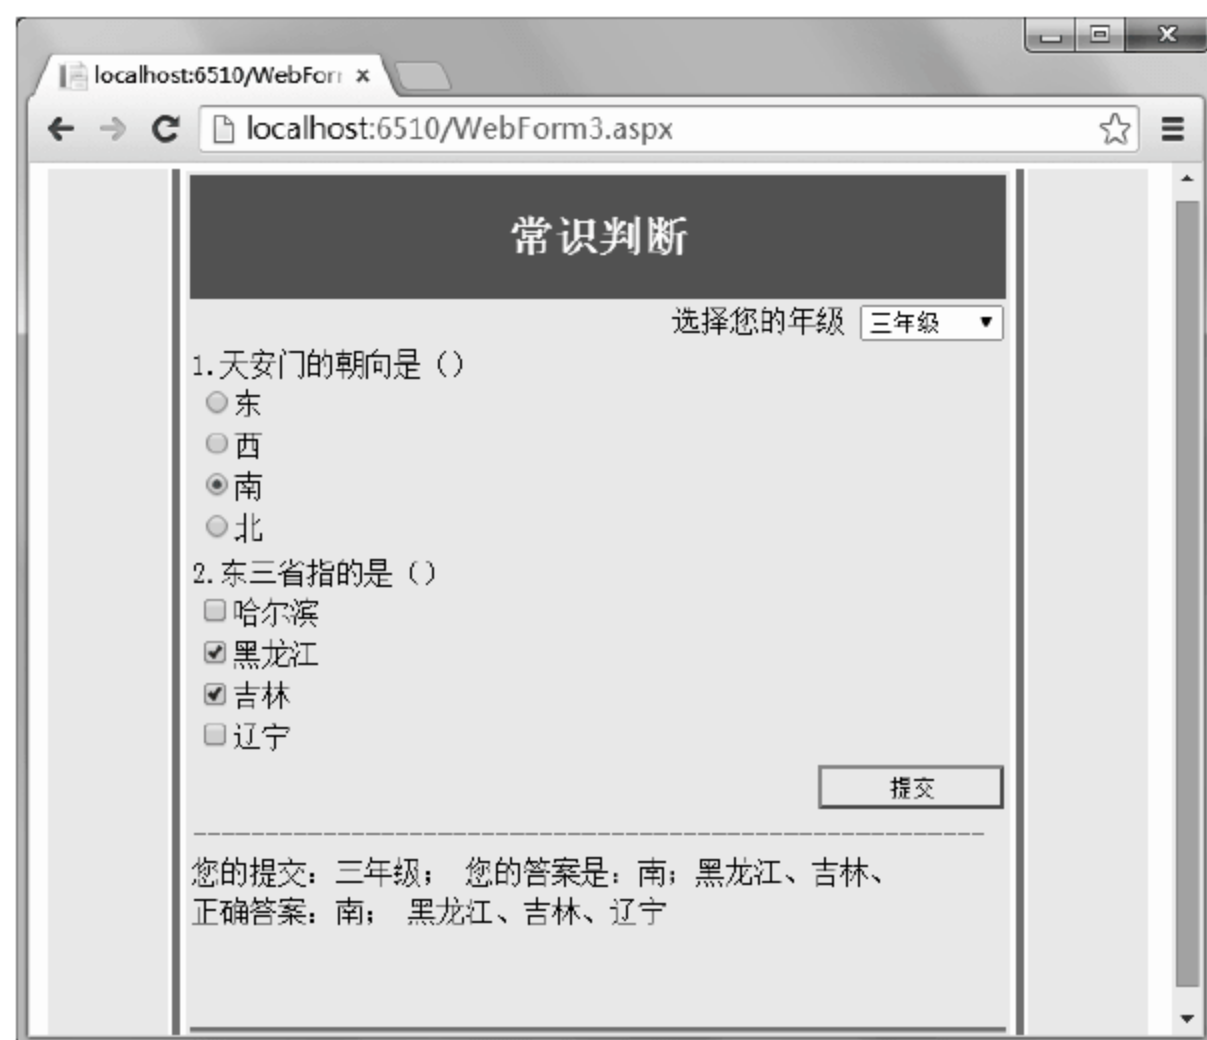 localhost:6510/WebForm
localhost:6510/WebForm3.aspx
常识判断
选择您的年级 三年级
1.天安门的朝向是（）
东
西
南
北
2.东三省指的是（）
哈尔滨
黑龙江
吉林
辽宁
提交
--------------------------------------------------------
您的提交：三年级； 您的答案是：南；黑龙江、吉林、
正确答案：南； 黑龙江、吉林、辽宁